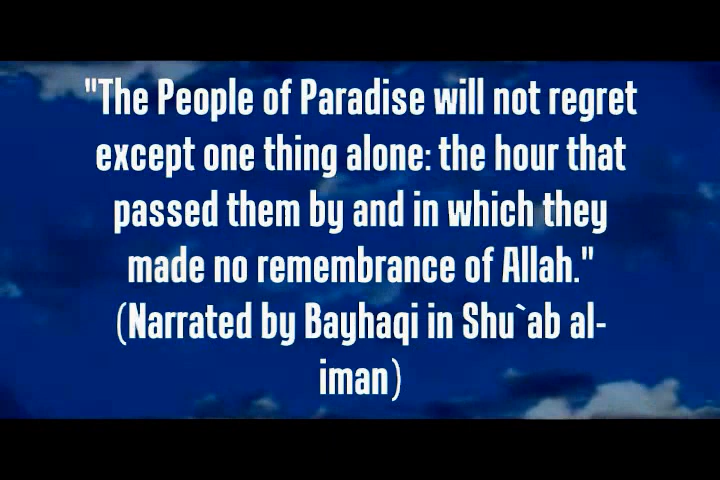 "The People of Paradise will not regret
except one thing alone: the hour that
passed them by and in which they
made no remembrance of Allah."
(Narrated by Bayhaqi in Shu`ab al-
iman)